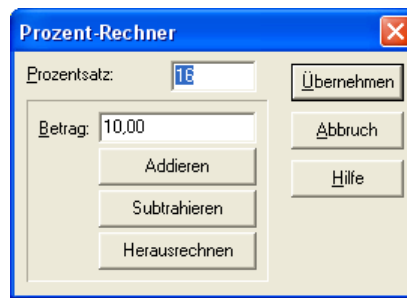 Prozent-Rechner
Prozentsatz: 16
Übernehmen
Betrag: 10,00
Abbruch
Addieren
Hilfe
Subtrahieren
Herausrechnen